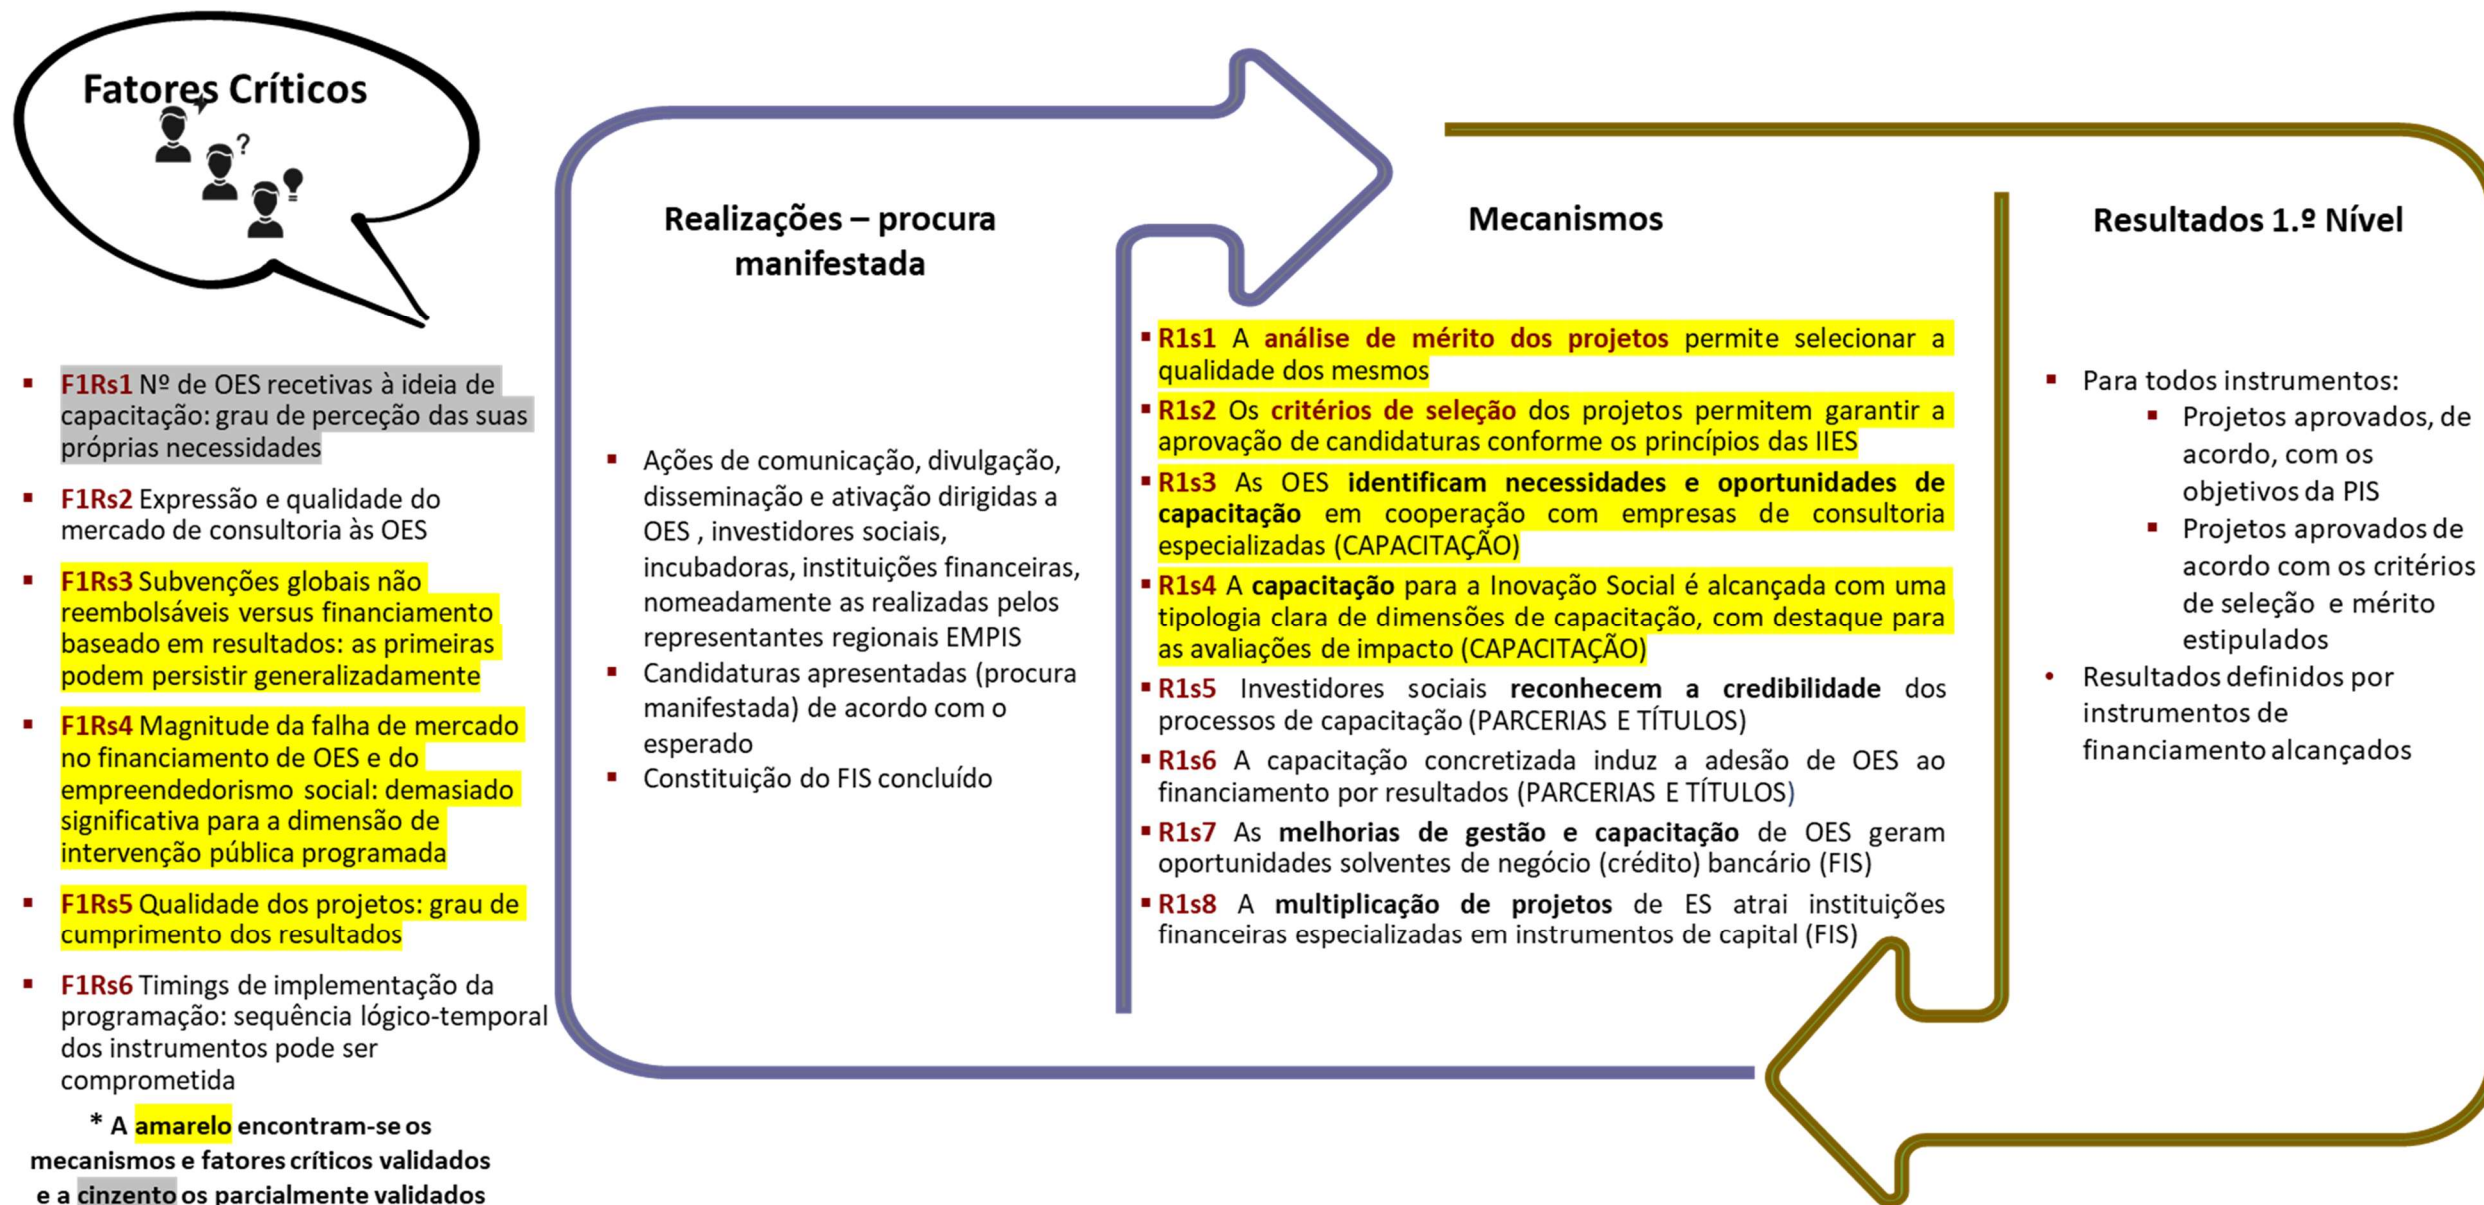 Fatores Críticos
?
F1Rs1 Nº de OES recetivas à ideia de
capacitação: grau de perceção das suas
próprias necessidades
F1Rs2 Expressão e qualidade do
mercado de consultoria às OES
F1Rs3 Subvenções globais não
reembolsáveis versus financiamento
baseado em resultados: as primeiras
podem persistir generalizadamente
F1Rs4 Magnitude da falha de mercado
no financiamento de OES e do
empreendedorismo social: demasiado
significativa para a dimensão de
intervenção pública programada
F1Rs5 Qualidade dos projetos: grau de
cumprimento dos resultados
F1Rs6 Timings de implementação da
programação: sequência lógico-temporal
dos instrumentos pode ser
comprometida
* A amarelo encontram-se os
mecanismos e fatores críticos validados
e a cinzento os parcialmente validados
Realizações – procura
manifestada
Ações de comunicação, divulgação,
disseminação e ativação dirigidas a
OES , investidores sociais,
incubadoras, instituições financeiras,
nomeadamente as realizadas pelos
representantes regionais EMPIS
Candidaturas apresentadas (procura
manifestada) de acordo com o
esperado
Constituição do FIS concluído
Mecanismos
R1s1 A análise de mérito dos projetos permite selecionar a
qualidade dos mesmos
R1s2 Os critérios de seleção dos projetos permitem garantir a
aprovação de candidaturas conforme os princípios das IIES
R1s3 As OES identificam necessidades e oportunidades de
capacitação em cooperação com empresas de consultoria
especializadas (CAPACITAÇÃO)
R1s4 A capacitação para a Inovação Social é alcançada com uma
tipologia clara de dimensões de capacitação, com destaque para
as avaliações de impacto (CAPACITAÇÃO)
R1s5 Investidores sociais reconhecem a credibilidade dos
processos de capacitação (PARCERIAS E TÍTULOS)
R1s6 A capacitação concretizada induz a adesão de OES ao
financiamento por resultados (PARCERIAS E TÍTULOS)
R1s7 As melhorias de gestão e capacitação de OES geram
oportunidades solventes de negócio (crédito) bancário (FIS)
R1s8 A multiplicação de projetos de ES atrai instituições
financeiras especializadas em instrumentos de capital (FIS)
Resultados 1.º Nível
Para todos instrumentos:
Projetos aprovados, de
acordo, com os
objetivos da PIS
Projetos aprovados de
acordo com os critérios
de seleção e mérito
estipulados
Resultados definidos por
instrumentos de
financiamento alcançados